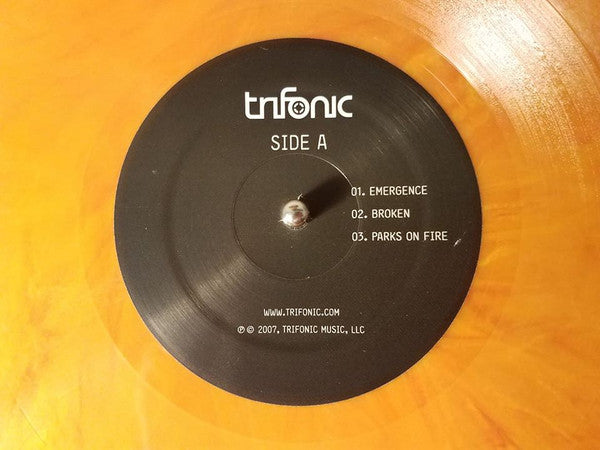 trifonic
SIDE A
01. EMERGENCE
02. BROKEN
03. PARKS ON FIRE
WWW.TRIFONIC.COM
℗ © 2007, TRIFONIC MUSIC, LLC